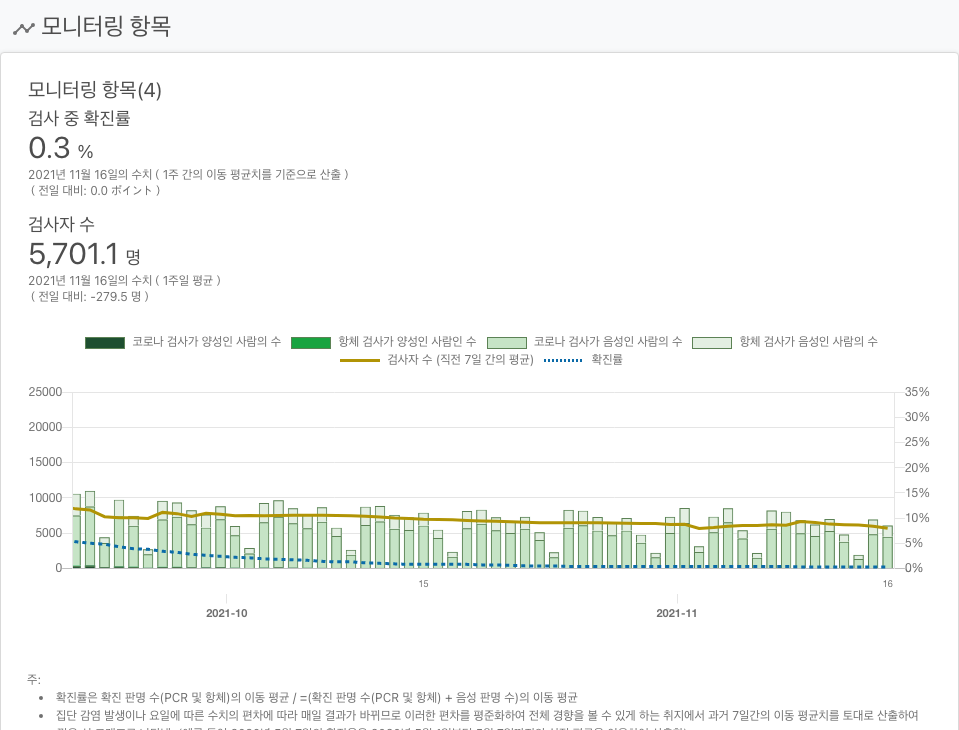 모니터링 항목
모니터링 항목(4)
검사 중 확진률
0.3 %
2021년 11월 16일의 수치 ( 1주 간의 이동 평균치를 기준으로 산출 )
( 전일 대비: 0.0 ポイント )
검사자 수
5,701.1 명
2021년 11월 16일의 수치 ( 1주일 평균 )
( 전일 대비: -279.5 명 )
코로나 검사가 양성인 사람의 수 항체 검사가 양성인 사람인 수 코로나 검사가 음성인 사람의 수 항체 검사가 음성인 사람의 수
검사자 수 (직전 7일 간의 평균) 확진률
25000 35%
30%
20000
25%
15000
20%
15%
10000
10%
5000
5%
0 0%
15 16
2021-10 2021-11
주:
확진률은 확진 판명 수(PCR 및 항체)의 이동 평균 / =(확진 판명 수(PCR 및 항체) + 음성 판명 수)의 이동 평균
집단 감염 발생이나 요일에 따른 수치의 편차에 따라 매일 결과가 바뀌므로 이러한 편차를 평준화하여 전체 경향을 볼 수 있게 하는 취지에서 과거 7일간의 이동 평균치를 토대로 산출하여